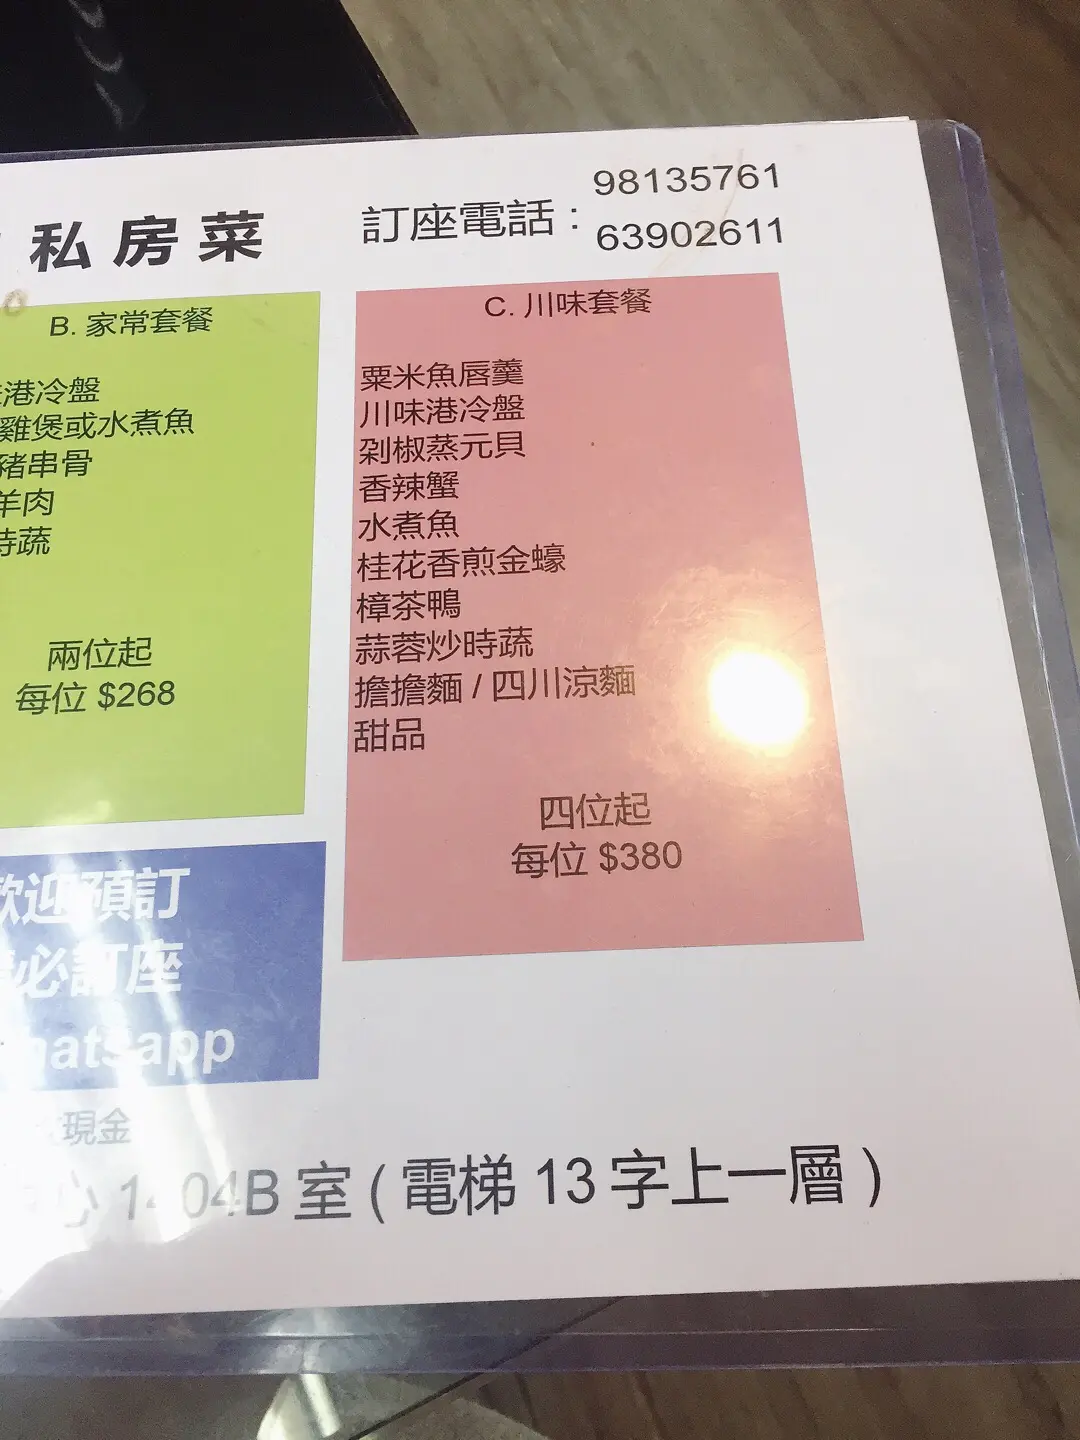 私房菜
訂座電話：
98135761
63902611
B. 家常套餐
港冷盤
雞煲或水煮魚
豬串骨
羊肉
時蔬
兩位起
每位 $268
C. 川味套餐
粟米魚唇羹
川味港冷盤
剁椒蒸元貝
香辣蟹
水煮魚
桂花香煎金蠔
樟茶鴨
蒜蓉炒時蔬
擔擔麵 / 四川涼麵
甜品
四位起
每位 $380
歡迎預訂
必訂座
hatsapp
現金
心 1404B 室 ( 電梯 13 字上一層 )